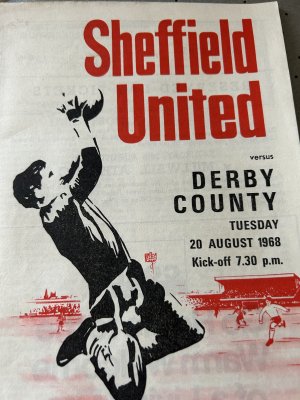 Sheffield
United
versus
DERBY
COUNTY
TUESDAY
20 AUGUST 1968
Kick-off 7.30 p.m.